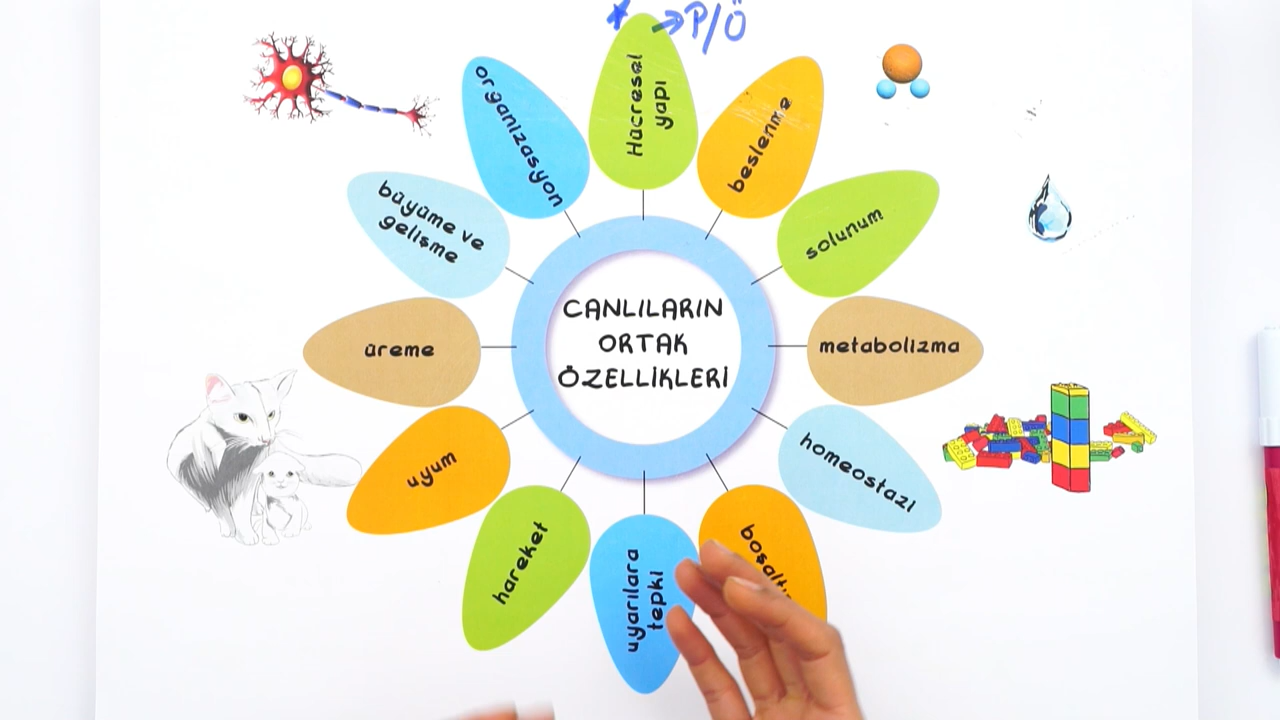 P/Ö
Hücresel
yapı
beslenme
solunum
metabolizma
homeostazi
uyarılara
tepki
hareket
uyum
üreme
büyüme ve
gelişme
organizasyon
CANLILARIN
ORTAK
ÖZELLİKLERİ